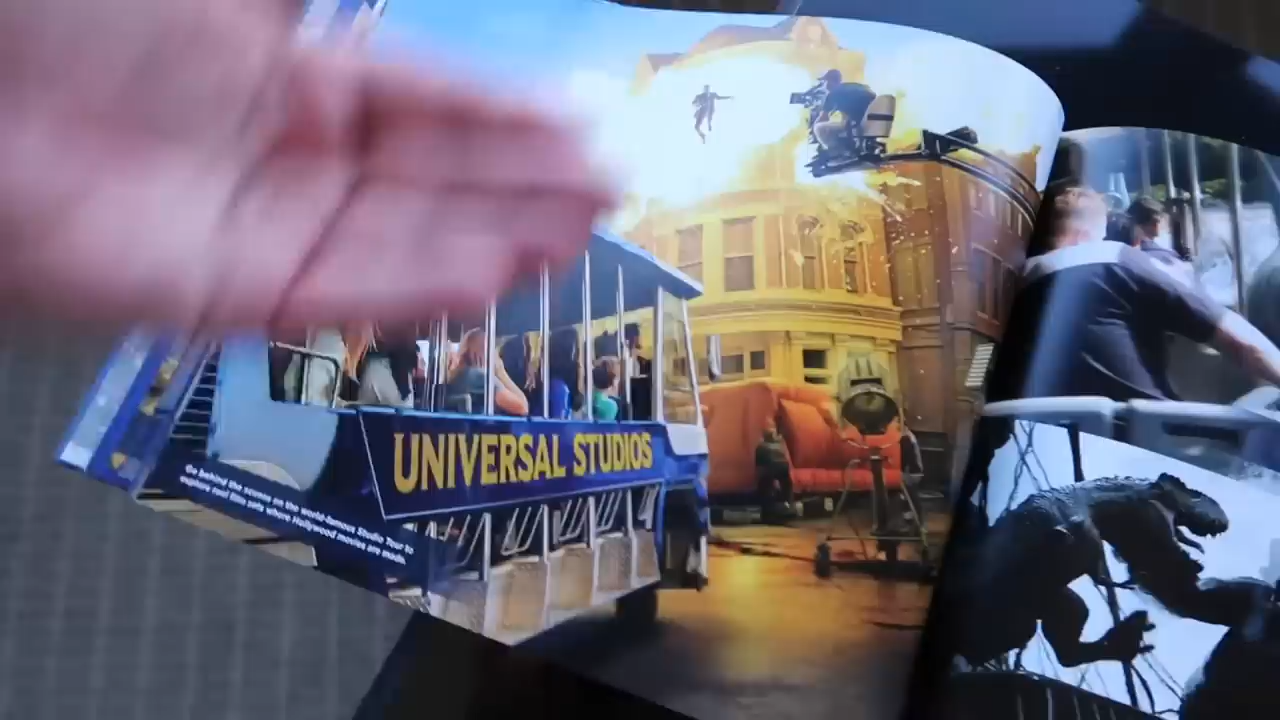 UNIVERSAL STUDIOS
Go behind the scenes on the world-famous Studio Tour to
explore real film sets where Hollywood movies are made.